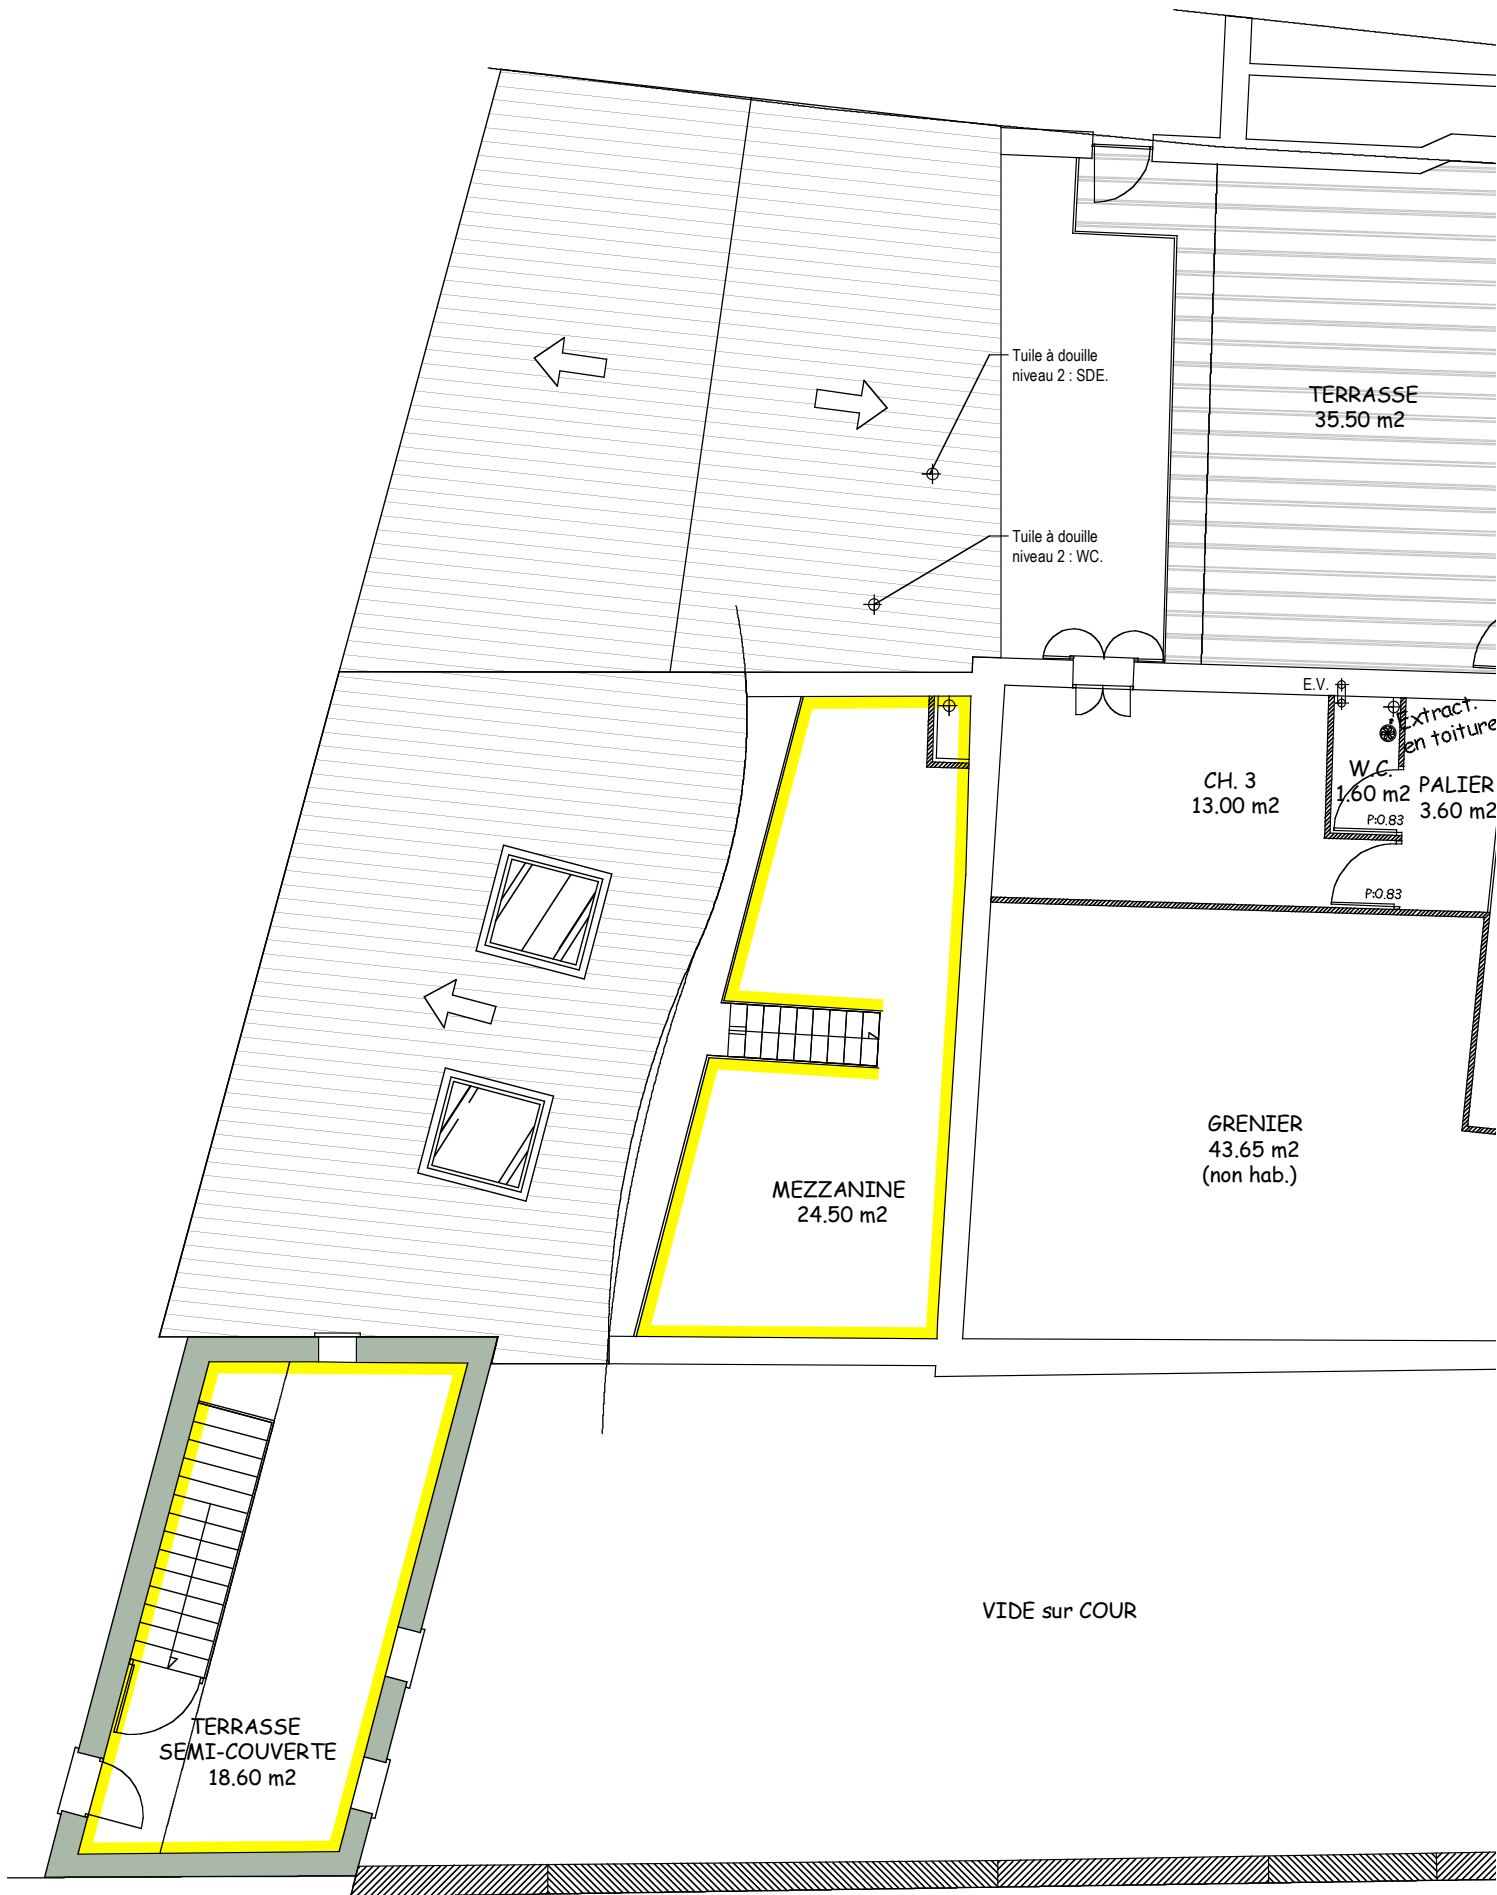 Tuile à douille
niveau 2 : SDE.
TERRASSE
35.50 m2
Tuile à douille
niveau 2 : WC.
E.V.
Extract.
en toiture
CH. 3
13.00 m2
W.C.
1.60 m2
PALIER
3.60 m2
P:0.83
P:0.83
GRENIER
43.65 m2
(non hab.)
MEZZANINE
24.50 m2
VIDE sur COUR
TERRASSE
SEMI-COUVERTE
18.60 m2